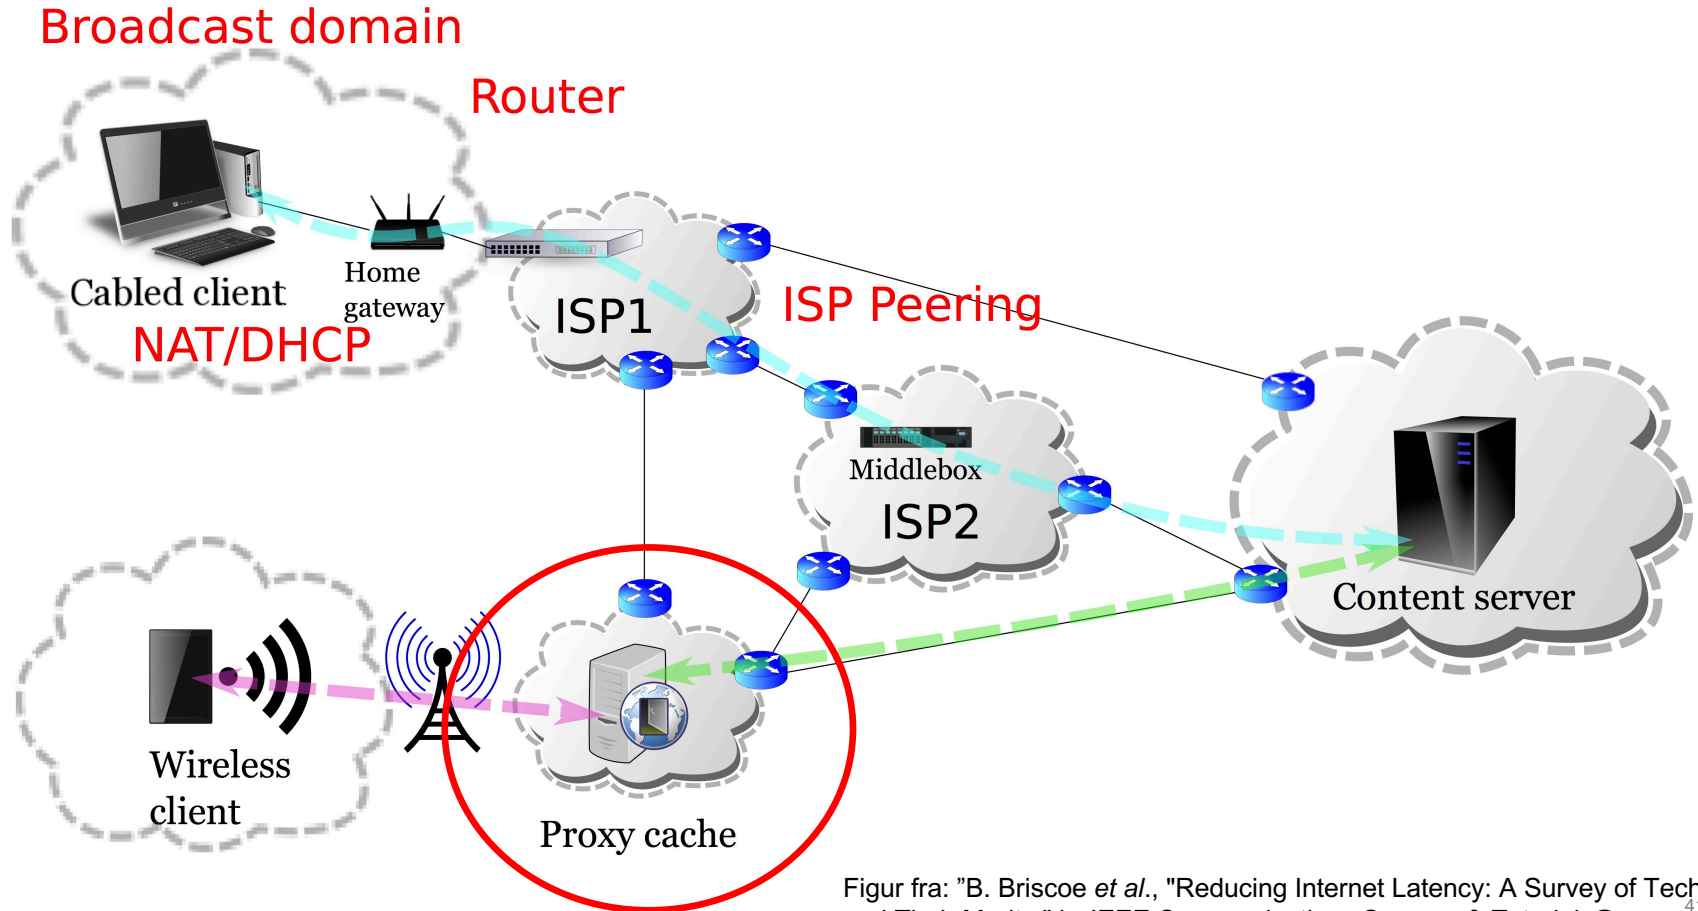 Broadcast domain
Router
Cabled client
Home
gateway
NAT/DHCP
ISP1
ISP Peering
Middlebox
ISP2
Content server
Wireless
client
Proxy cache
Figur fra: ”B. Briscoe et al., "Reducing Internet Latency: A Survey of Tech